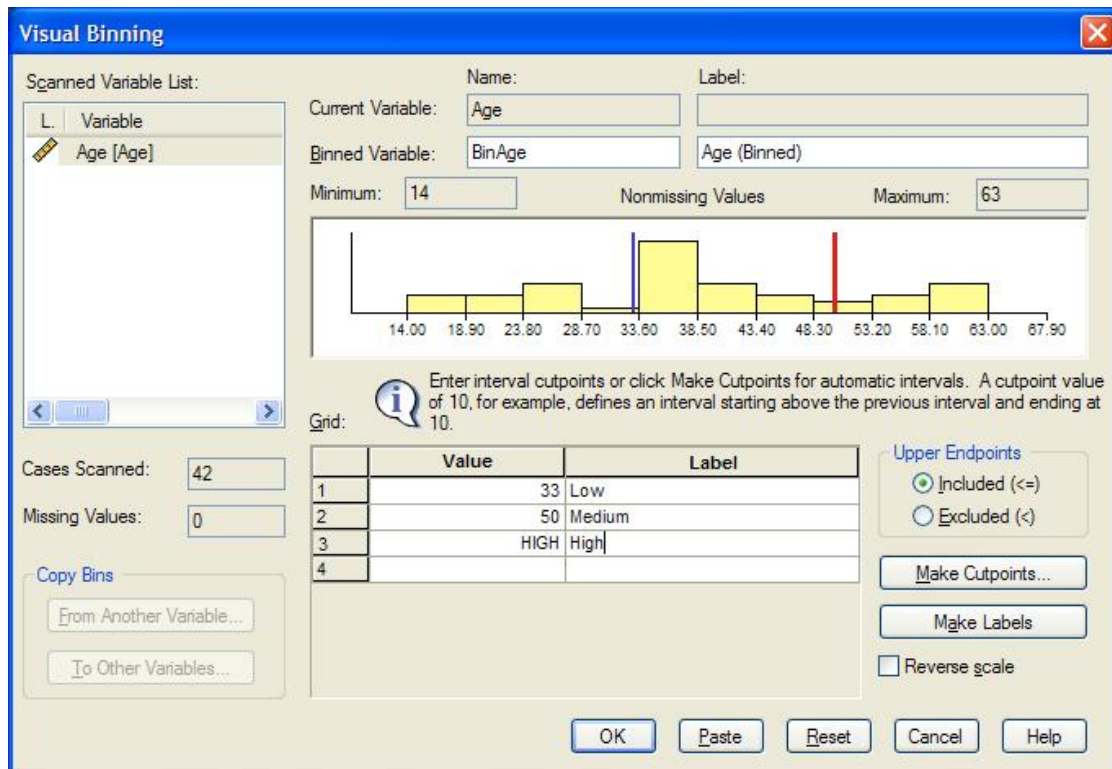 Visual Binning
Scanned Variable List:
L. Variable
Age [Age]
Name: Label:
Current Variable: Age
Binned Variable: BinAge Age (Binned)
Minimum: 14 Nonmissing Values Maximum: 63
14.00 18.90 23.80 28.70 33.60 38.50 43.40 48.30 53.20 58.10 63.00 67.90
Enter interval cutpoints or click Make Cutpoints for automatic intervals. A cutpoint value
of 10, for example, defines an interval starting above the previous interval and ending at
10.
Grid:
Value Label
1 33 Low
2 50 Medium
3 HIGH High
4
Upper Endpoints
Included (<=)
Excluded (<)
Make Cutpoints...
Make Labels
Reverse scale
Cases Scanned: 42
Missing Values: 0
Copy Bins
From Another Variable...
To Other Variables...
OK Paste Reset Cancel Help